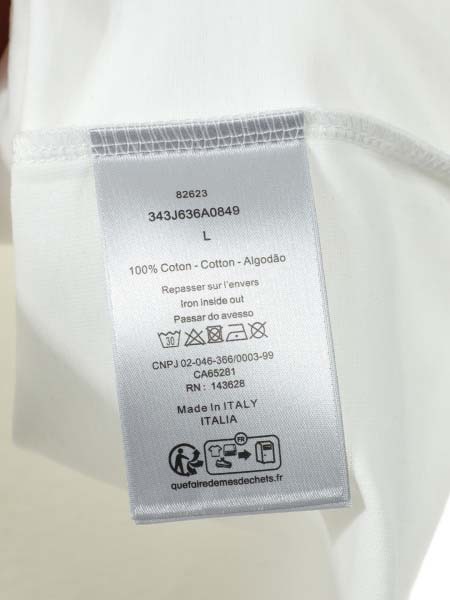 82623
343J636A0849
L
100% Coton - Cotton - Algodão
Repasser sur l'envers
Iron inside out
Passar do avesso
30
CNPJ 02-046-366/0003-99
CA65281
RN : 143628
Made In ITALY
ITALIA
FR
quefairedemesdechets.fr